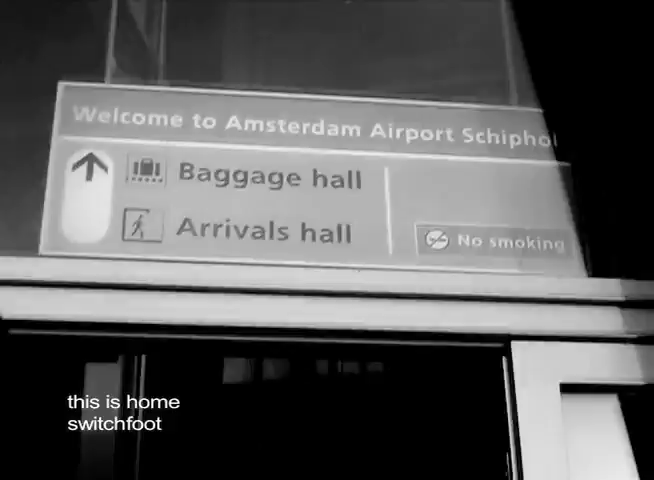 Welcome to Amsterdam Airport Schiphol
Baggage hall
Arrivals hall
No smoking
this is home
switchfoot